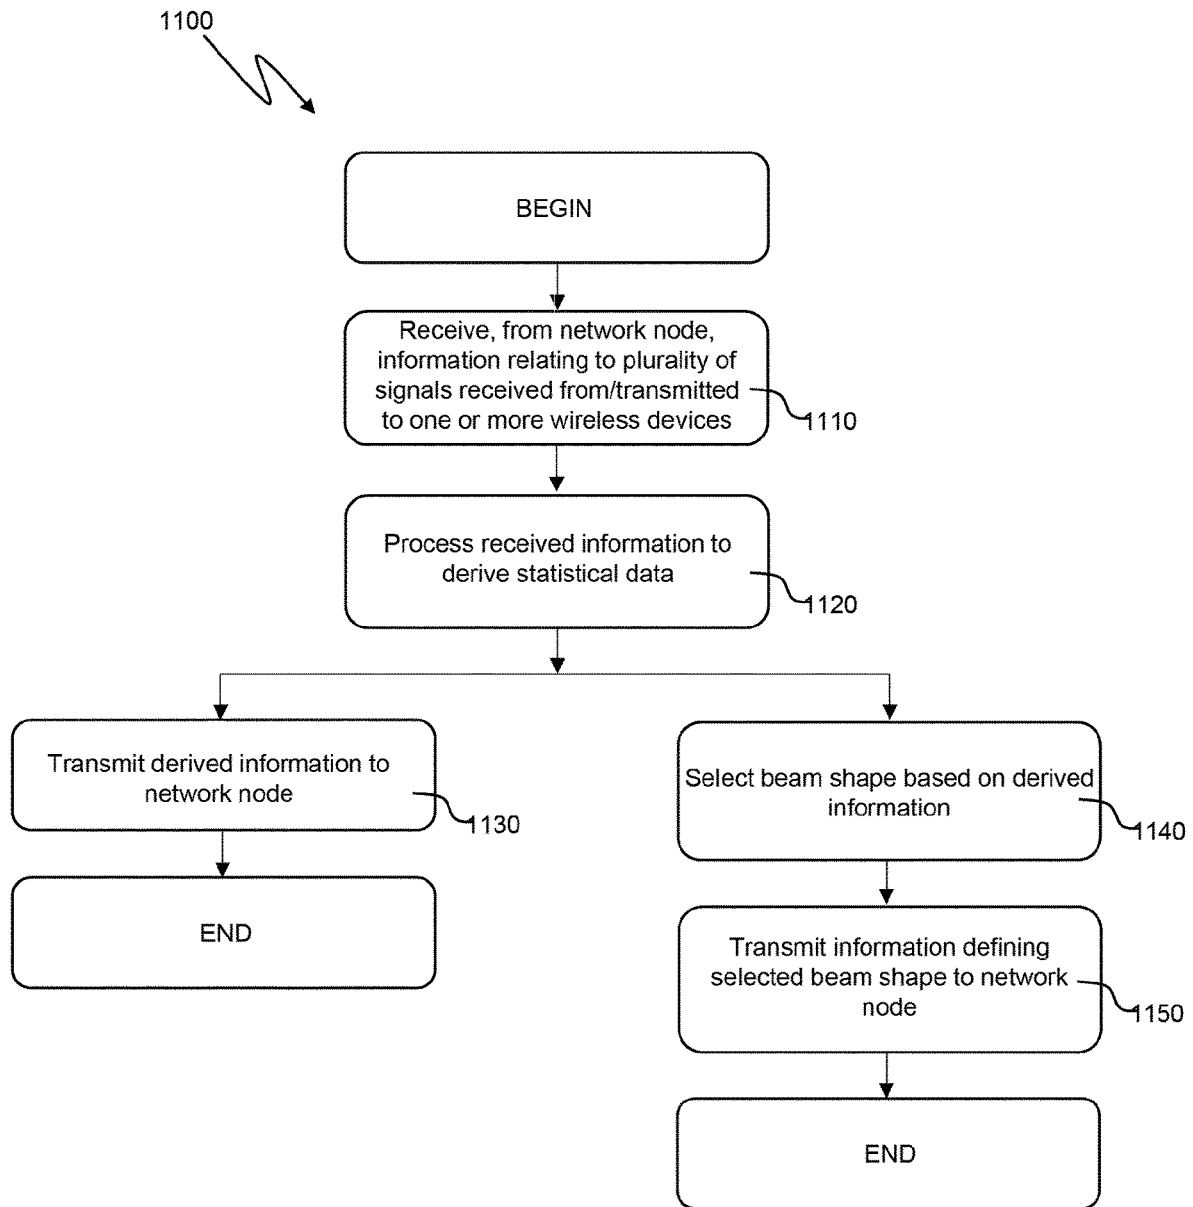 1100
BEGIN
Receive, from network node,
information relating to plurality of
signals received from/transmitted
to one or more wireless devices
1110
Process received information to
derive statistical data
1120
Transmit derived information to
network node
1130
END
Select beam shape based on derived
information
1140
Transmit information defining
selected beam shape to network
node
1150
END